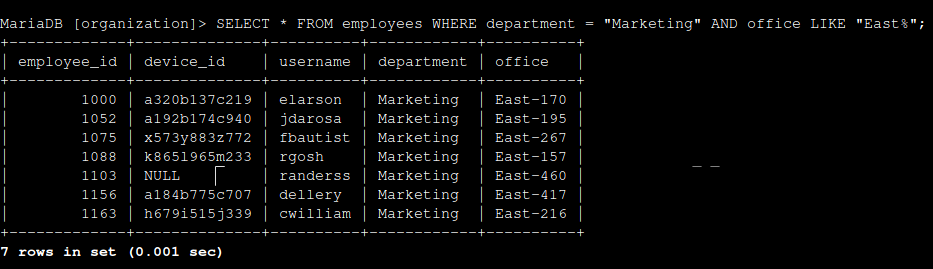 MariaDB [organization]> SELECT * FROM employees WHERE department = "Marketing" AND office LIKE "East%";
+-------------+--------------+----------+------------+----------+
| employee_id | device_id    | username | department | office   |
+-------------+--------------+----------+------------+----------+
|        1000 | a320b137c219 | elarson  | Marketing  | East-170 |
|        1052 | a192b174c940 | jdarosa  | Marketing  | East-195 |
|        1075 | x573y883z772 | fbautist | Marketing  | East-267 |
|        1088 | k865l965m233 | rgosh    | Marketing  | East-157 |
|        1103 | NULL         | randerss | Marketing  | East-460 |
|        1156 | a184b775c707 | dellery  | Marketing  | East-417 |
|        1163 | h679i515j339 | cwilliam | Marketing  | East-216 |
+-------------+--------------+----------+------------+----------+
7 rows in set (0.001 sec)